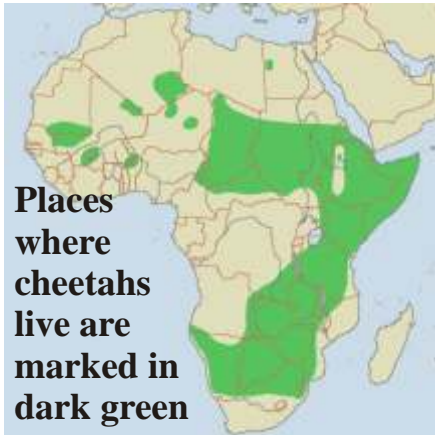 Places
where
cheetahs
live are
marked in
dark green